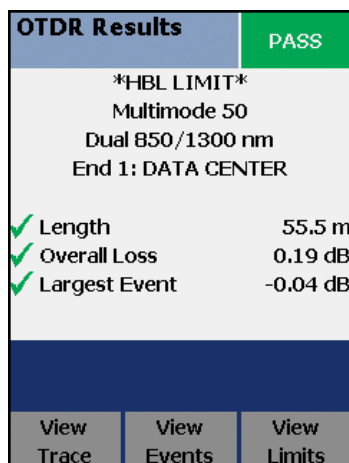 OTDR Results PASS
*HBL LIMIT*
Multimode 50
Dual 850/1300 nm
End 1: DATA CENTER
Length 55.5 m
Overall Loss 0.19 dB
Largest Event -0.04 dB
View View View
Trace Events Limits